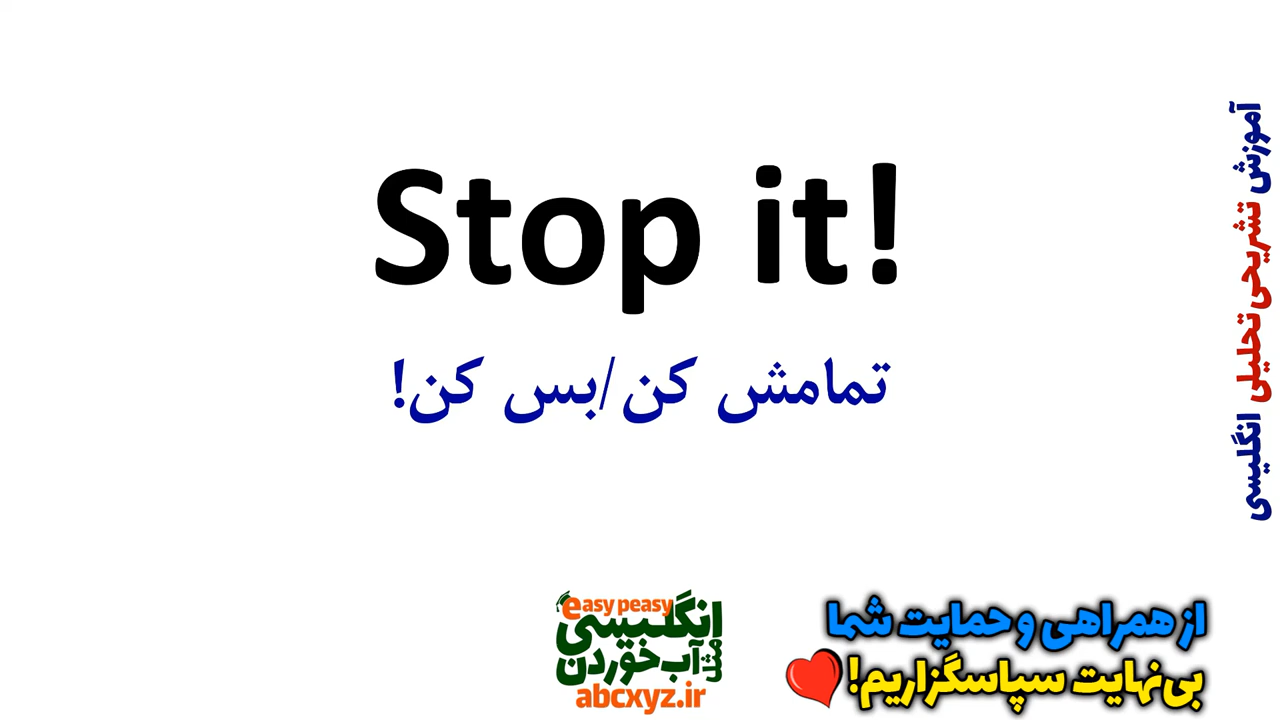 Stop it!
تمامش کن/بس کن!
آموزش تشریحی تحلیلی انگلیسی
easy peasy
انگلیسی
مثل
آب خوردن
abcxyz.ir
از همراهی و حمایت شما
بی‌نهایت سپاسگزاریم!